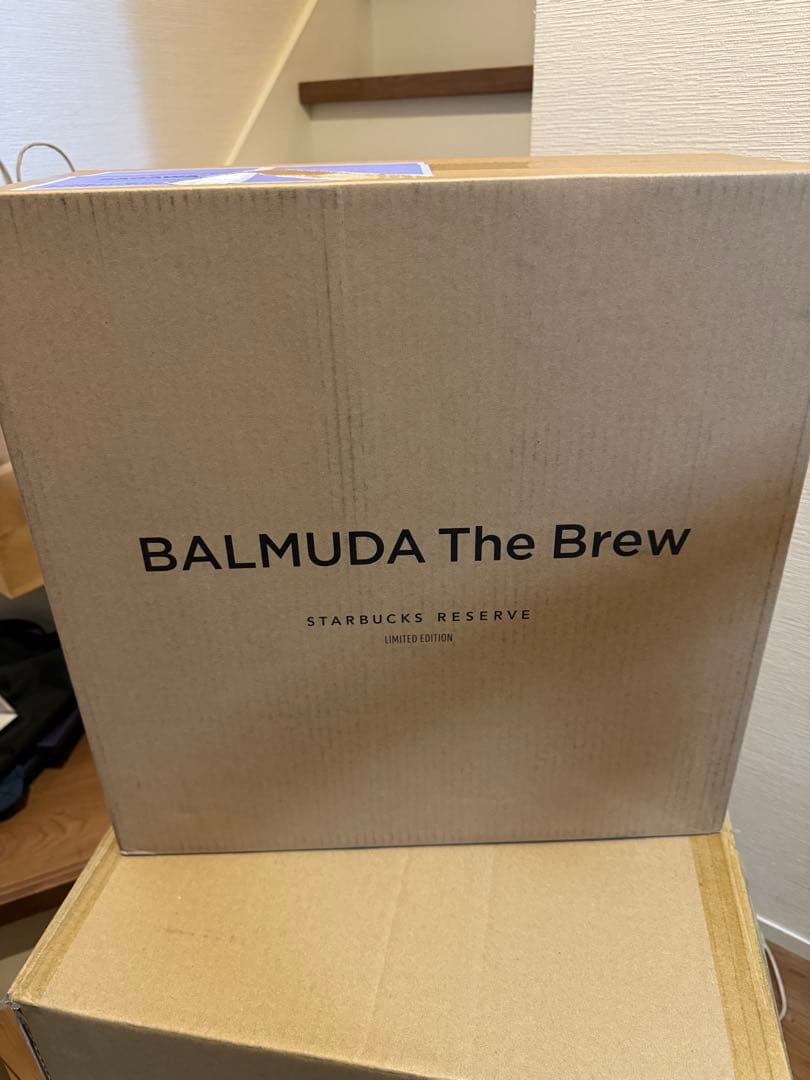 BALMUDA The Brew
STARBUCKS RESERVE
LIMITED EDITION